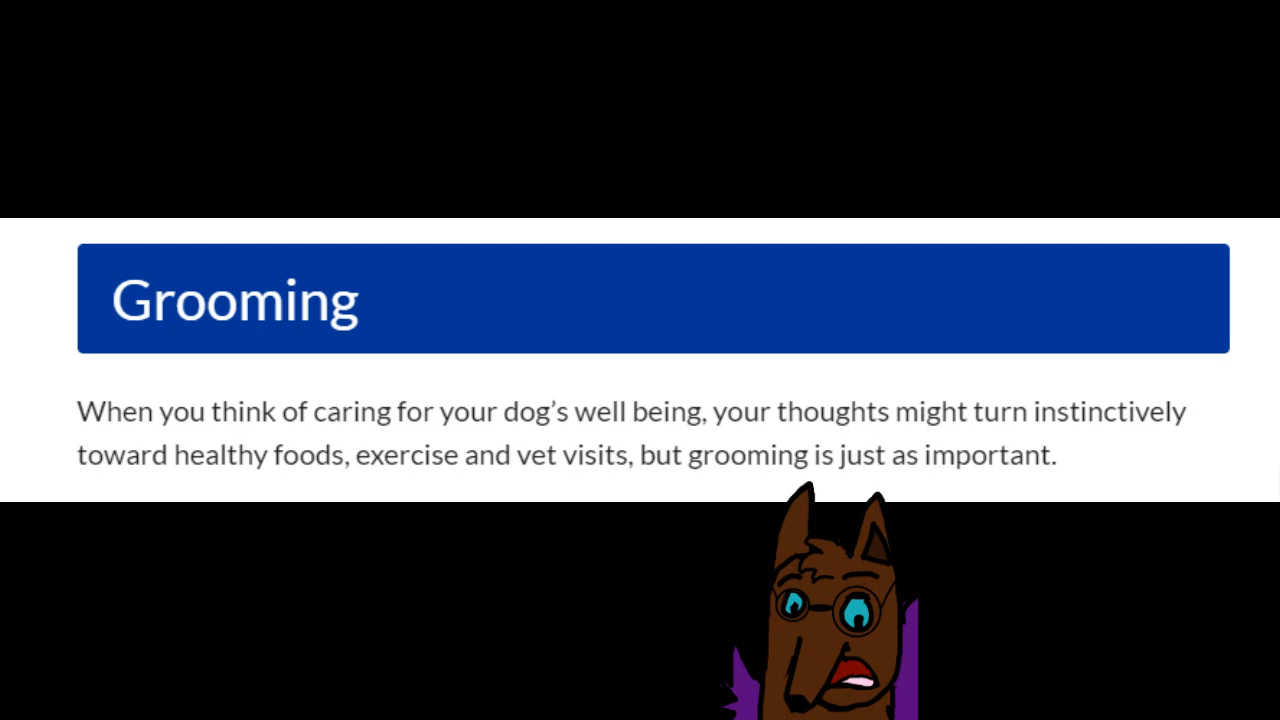 Grooming
When you think of caring for your dog’s well being, your thoughts might turn instinctively
toward healthy foods, exercise and vet visits, but grooming is just as important.